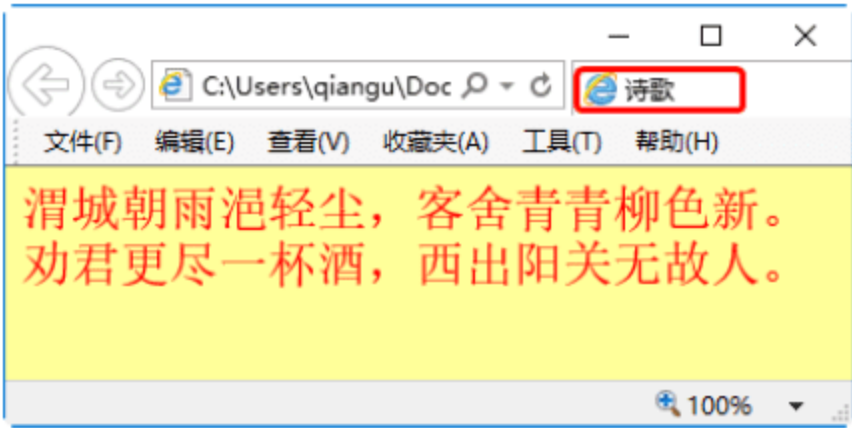 C:\Users\qiangu\Doc
诗歌
文件(F) 编辑(E) 查看(V) 收藏夹(A) 工具(T) 帮助(H)
渭城朝雨浥轻尘，客舍青青柳色新。
劝君更尽一杯酒，西出阳关无故人。
100%